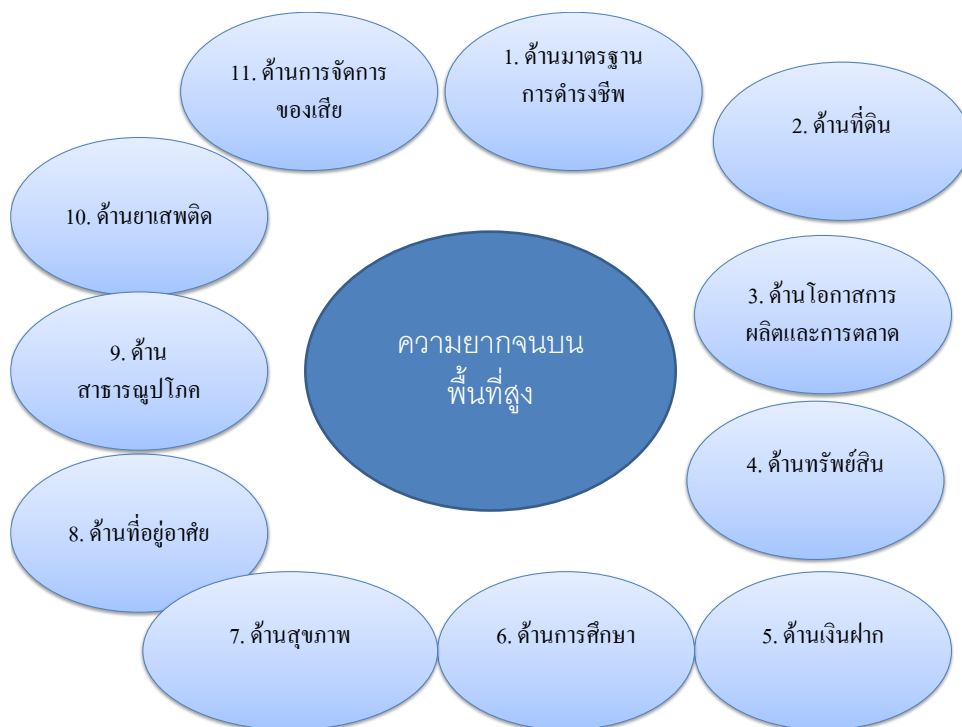 1. ด้านมาตรฐาน
การดำรงชีพ
2. ด้านที่ดิน
3. ด้านโอกาสการ
ผลิตและการตลาด
4. ด้านทรัพย์สิน
5. ด้านเงินฝาก
6. ด้านการศึกษา
7. ด้านสุขภาพ
8. ด้านที่อยู่อาศัย
9. ด้าน
สาธารณูปโภค
10. ด้านยาเสพติด
11. ด้านการจัดการ
ของเสีย
ความยากจนบน
พื้นที่สูง